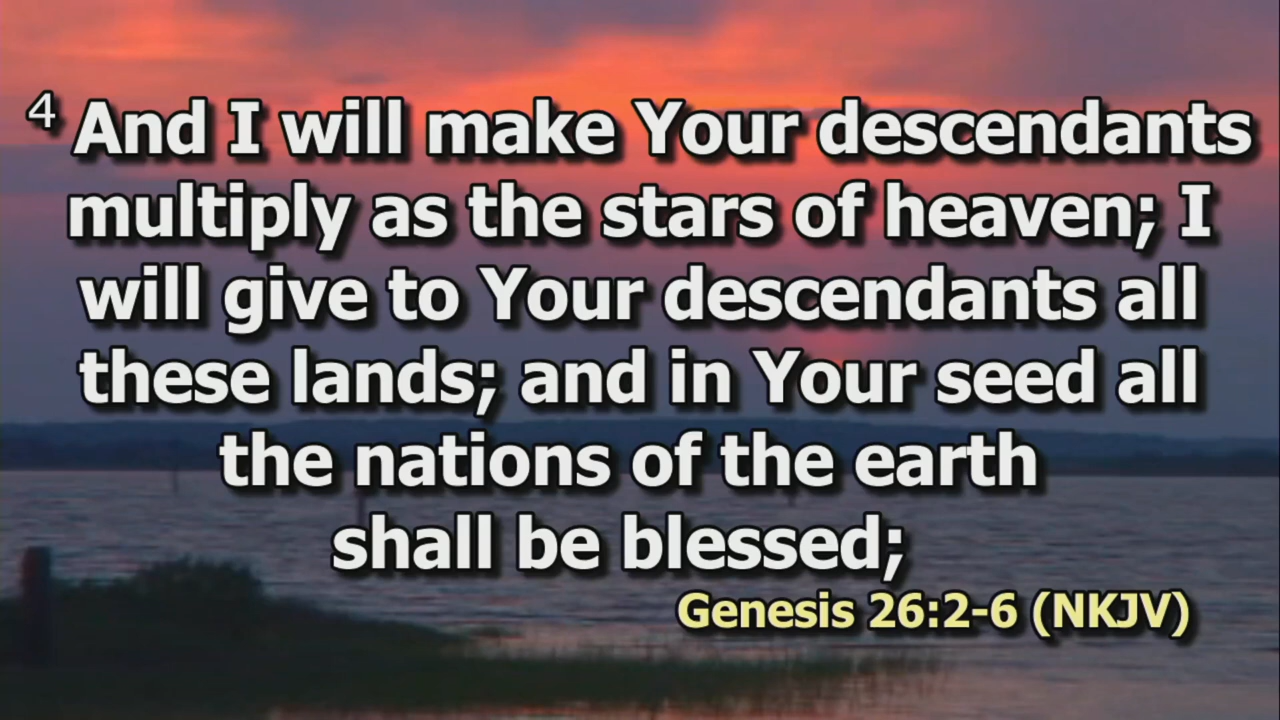 4 And I will make Your descendants
multiply as the stars of heaven; I
will give to Your descendants all
these lands; and in Your seed all
the nations of the earth
shall be blessed;
Genesis 26:2-6 (NKJV)